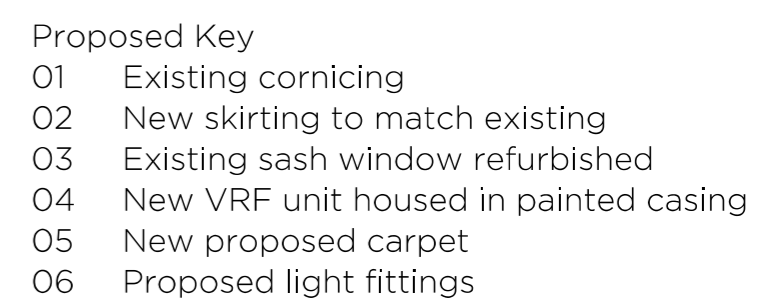 Proposed Key
01 Existing cornicing
02 New skirting to match existing
03 Existing sash window refurbished
04 New VRF unit housed in painted casing
05 New proposed carpet
06 Proposed light fittings